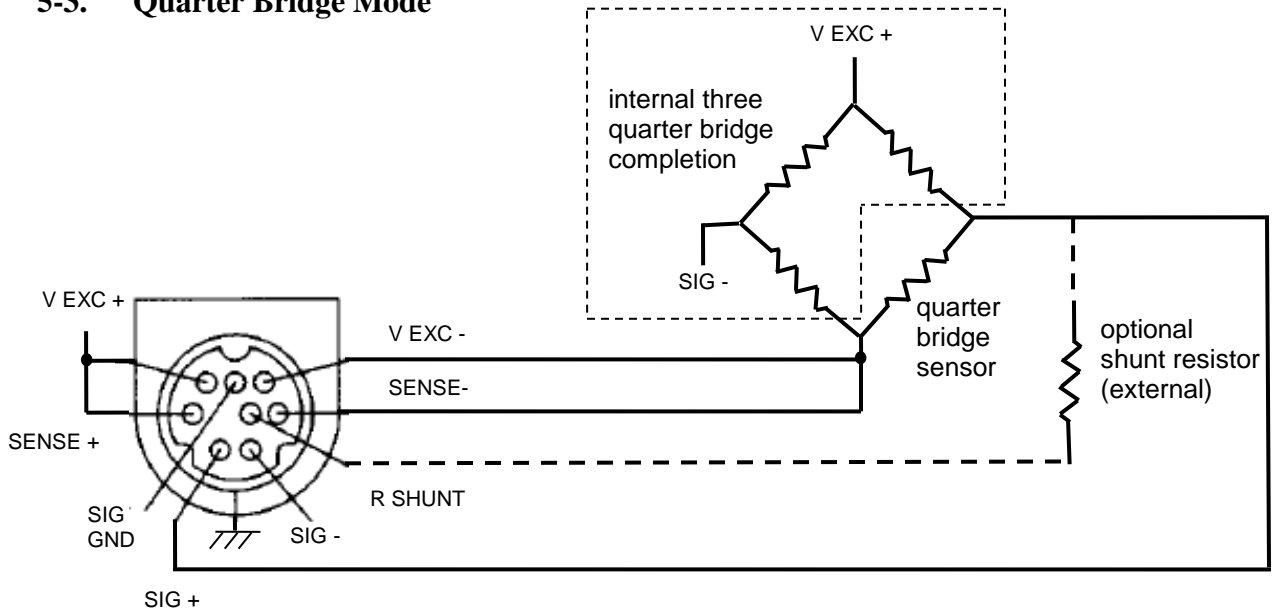 5-3. Quarter Bridge Mode
V EXC +
internal three
quarter bridge
completion
SIG -
quarter
bridge
sensor
optional
shunt resistor
(external)
V EXC +
V EXC -
SENSE-
SENSE +
R SHUNT
SIG
GND
SIG -
SIG +